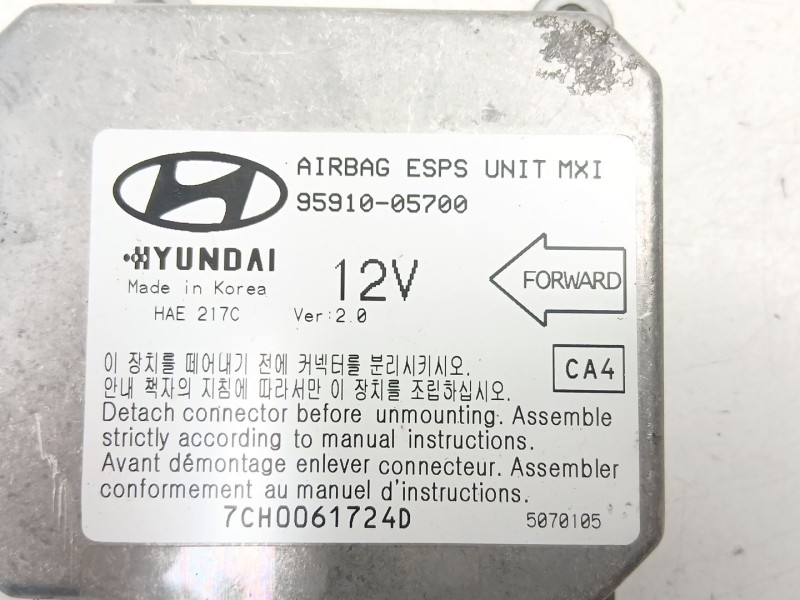 AIRBAG ESPS UNIT MXI
95910-05700
HYUNDAI
Made in Korea
HAE 217C
12V
Ver:2.0
FORWARD
이 장치를 떼어내기 전에 커넥터를 분리시키시오.
안내 책자의 지침에 따라서만 이 장치를 조립하십시오.
CA4
Detach connector before unmounting. Assemble
strictly according to manual instructions.
Avant démontage enlever connecteur. Assembler
conformement au manuel d'instructions.
7CH0061724D
5070105